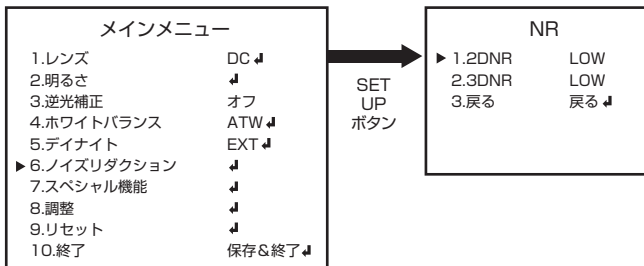 メインメニュー
1.レンズ DC↲
2.明るさ ↲
3.逆光補正 オフ
4.ホワイトバランス ATW↲
5.デイナイト EXT↲
▶6.ノイズリダクション ↲
7.スペシャル機能 ↲
8.調整 ↲
9.リセット ↲
10.終了 保存&終了↲
SET
UP
ボタン
NR
▶1.2DNR LOW
2.3DNR LOW
3.戻る 戻る↲